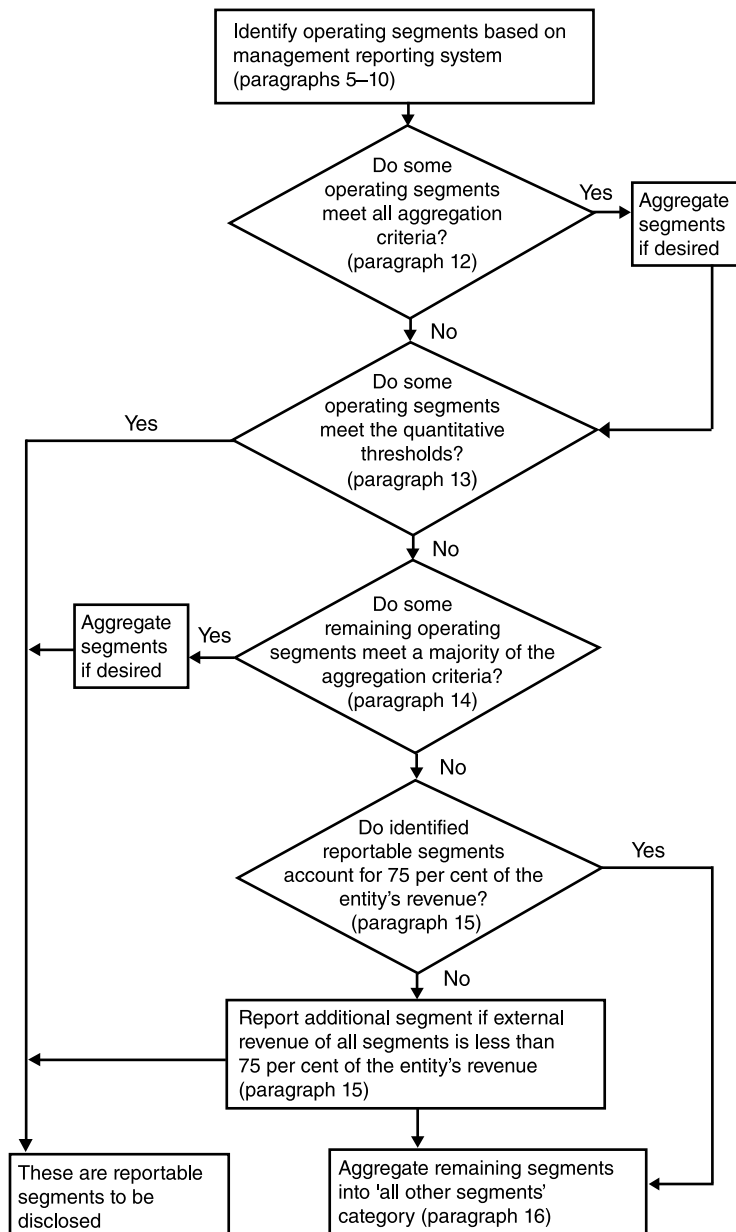 Identify operating segments based on
management reporting system
(paragraphs 5–10)
Do some
operating segments
meet all aggregation
criteria?
(paragraph 12)
Yes
Aggregate
segments
if desired
No
Do some
operating segments
meet the quantitative
thresholds?
(paragraph 13)
Yes
No
Do some
remaining operating
segments meet a majority of the
aggregation criteria?
(paragraph 14)
Yes
Aggregate
segments
if desired
No
Do identified
reportable segments
account for 75 per cent of the
entity’s revenue?
(paragraph 15)
Yes
No
Report additional segment if external
revenue of all segments is less than
75 per cent of the entity’s revenue
(paragraph 15)
These are reportable
segments to be
disclosed
Aggregate remaining segments
into 'all other segments’
category (paragraph 16)